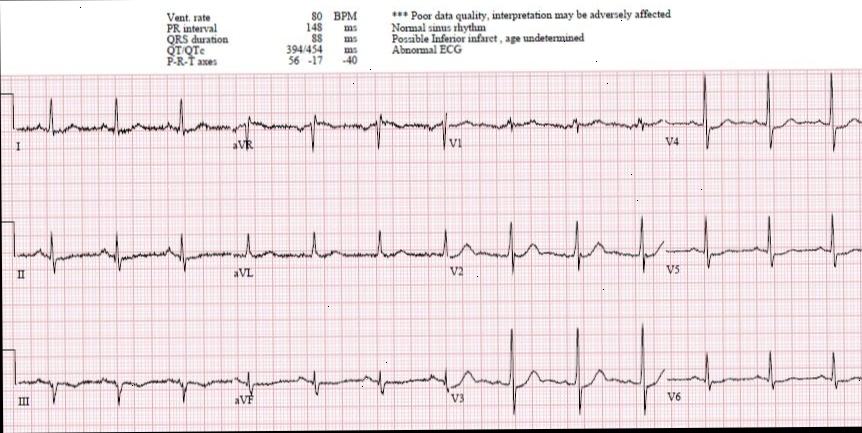 Vent. rate 80 BPM
PR interval 148 ms
QRS duration 88 ms
QT/QTc 394/454 ms
P-R-T axes 56 -17 -40
*** Poor data quality, interpretation may be adversely affected
Normal sinus rhythm
Possible Inferior infarct , age undetermined
Abnormal ECG
I aVR V1 V4
II aVL V2 V5
III aVF V3 V6